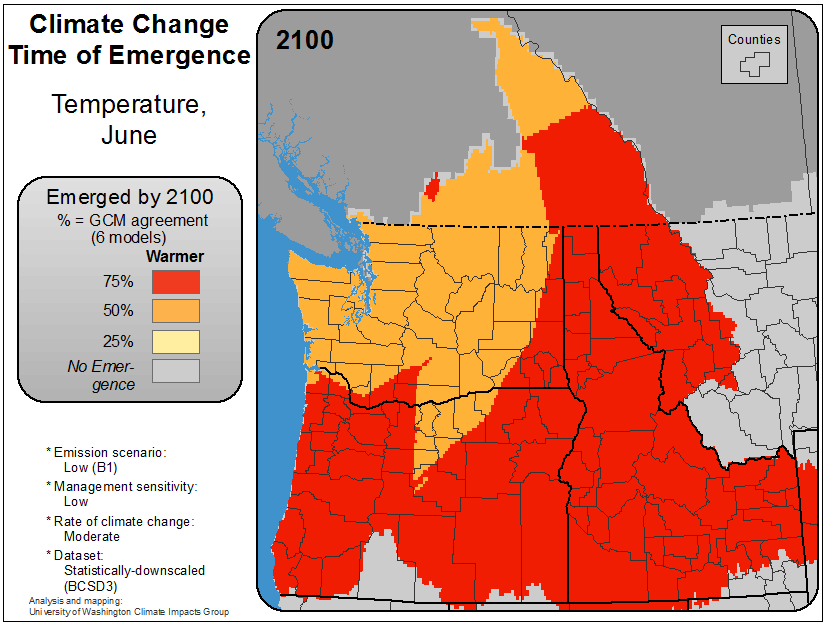 Climate Change
Time of Emergence
Temperature,
June
Emerged by 2100
% = GCM agreement
(6 models)
Warmer
75%
50%
25%
No Emer-
gence
* Emission scenario:
Low (B1)
* Management sensitivity:
Low
* Rate of climate change:
Moderate
* Dataset:
Statistically-downscaled
(BCSD3)
Analysis and mapping:
University of Washington Climate Impacts Group
2100
Counties